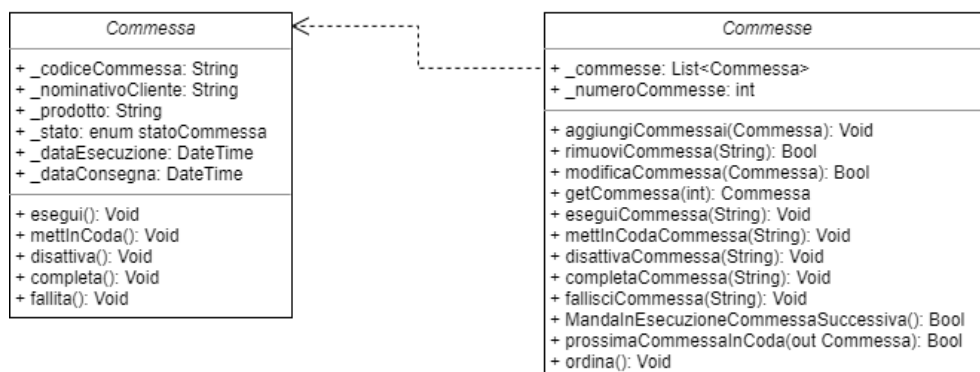 Commessa
+ _codiceCommessa: String
+ _nominativoCliente: String
+ _prodotto: String
+ _stato: enum statoCommessa
+ _dataEsecuzione: DateTime
+ _dataConsegna: DateTime
+ esegui(): Void
+ mettInCoda(): Void
+ disattiva(): Void
+ completa(): Void
+ fallita(): Void
Commesse
+ _commesse: List<Commessa>
+ _numeroCommesse: int
+ aggiungiCommessai(Commessa): Void
+ rimuoviCommessa(String): Bool
+ modificaCommessa(Commessa): Bool
+ getCommessa(int): Commessa
+ eseguiCommessa(String): Void
+ mettInCodaCommessa(String): Void
+ disattivaCommessa(String): Void
+ completaCommessa(String): Void
+ fallisciCommessa(String): Void
+ MandaInEsecuzioneCommessaSuccessiva(): Bool
+ prossimaCommessaInCoda(out Commessa): Bool
+ ordina(): Void